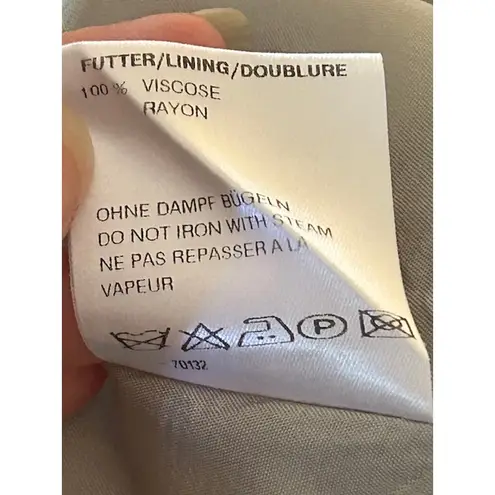 FUTTER/LINING/DOUBLURE
100 % VISCOSE
RAYON
OHNE DAMPF BÜGELN
DO NOT IRON WITH STEAM
NE PAS REPASSER A LA
VAPEUR
P
70132